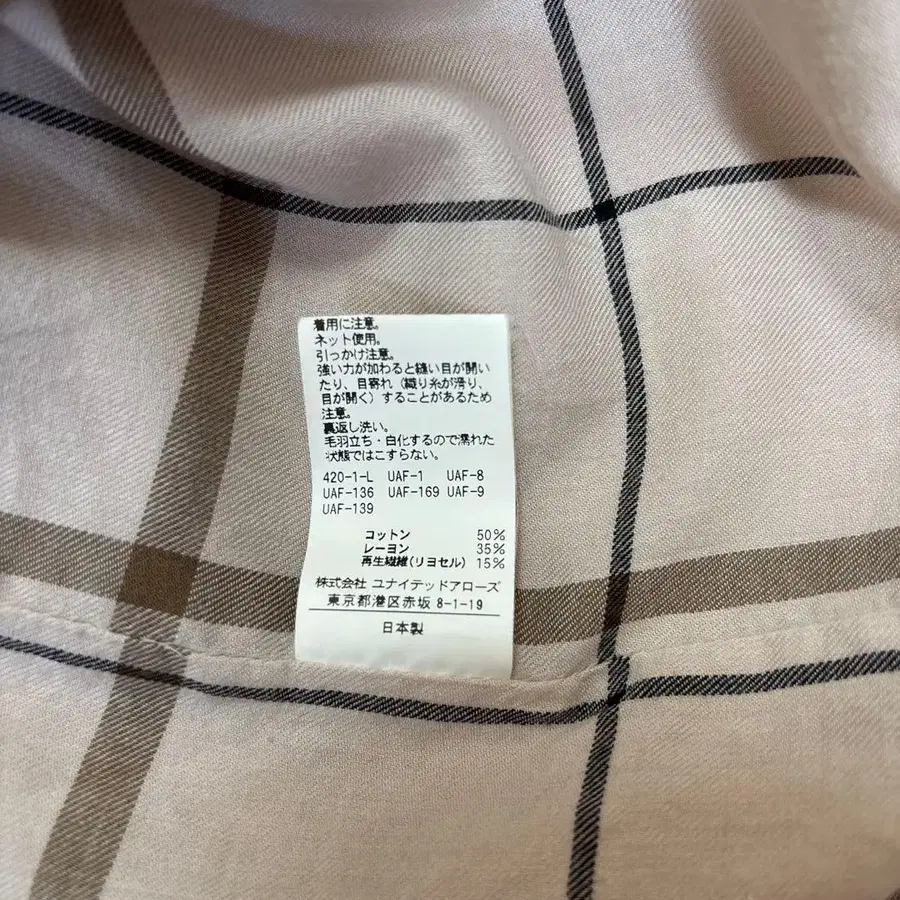 着用に注意。
ネット使用。
引っかけ注意。
強い力が加わると縫い目が開い
たり、目寄れ（織り糸が滑り、
目が開く）することがあるため
注意。
裏返し洗い。
毛羽立ち・白化するので濡れた
状態ではこすらない。
420-1-L UAF-1 UAF-8
UAF-136 UAF-169 UAF-9
UAF-139
コットン 50%
レーヨン 35%
再生繊維(リヨセル) 15%
株式会社 ユナイテッドアローズ
東京都港区赤坂 8-1-19
日本製